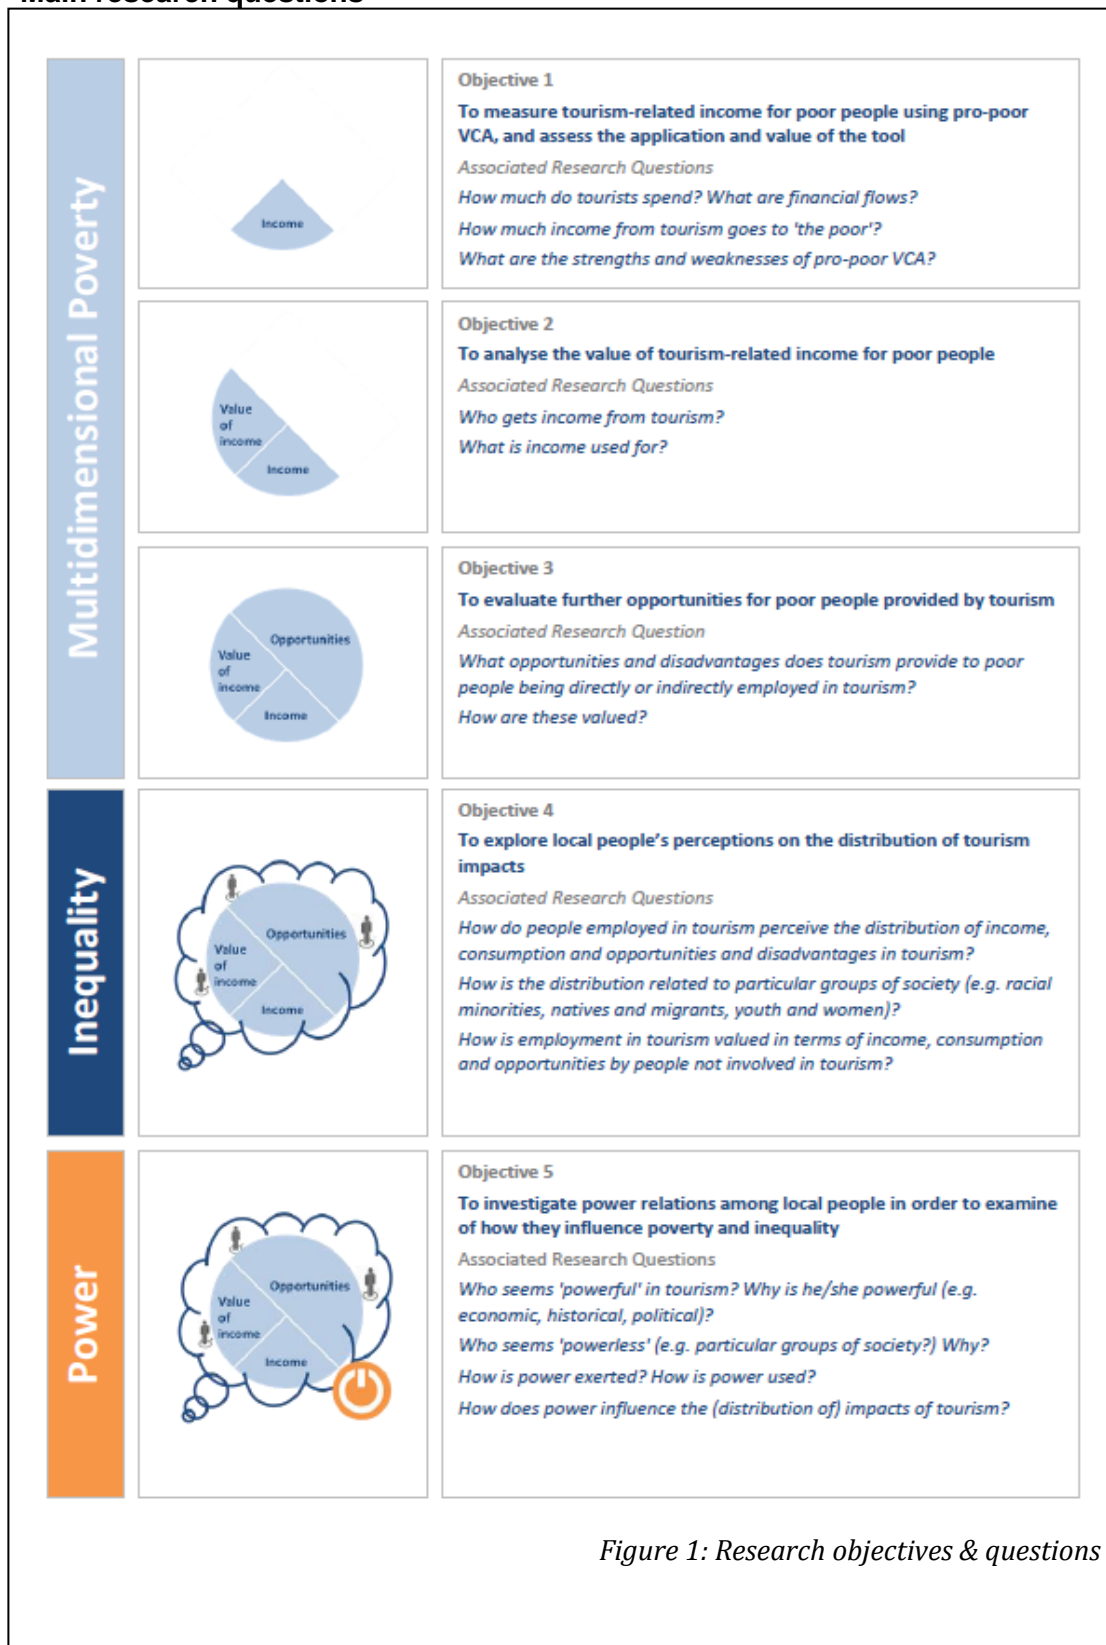 Main research questions
Multidimensional Poverty
Income
Objective 1
To measure tourism-related income for poor people using pro-poor
VCA, and assess the application and value of the tool
Associated Research Questions
How much do tourists spend? What are financial flows?
How much income from tourism goes to 'the poor'?
What are the strengths and weaknesses of pro-poor VCA?
Value
of
income
Income
Objective 2
To analyse the value of tourism-related income for poor people
Associated Research Questions
Who gets income from tourism?
What is income used for?
Opportunities
Value
of
income
Income
Objective 3
To evaluate further opportunities for poor people provided by tourism
Associated Research Question
What opportunities and disadvantages does tourism provide to poor
people being directly or indirectly employed in tourism?
How are these valued?
Inequality
Opportunities
Value
of
income
Income
Objective 4
To explore local people's perceptions on the distribution of tourism
impacts
Associated Research Questions
How do people employed in tourism perceive the distribution of income,
consumption and opportunities and disadvantages in tourism?
How is the distribution related to particular groups of society (e.g. racial
minorities, natives and migrants, youth and women)?
How is employment in tourism valued in terms of income, consumption
and opportunities by people not involved in tourism?
Power
Opportunities
Value
of
income
Income
Objective 5
To investigate power relations among local people in order to examine
of how they influence poverty and inequality
Associated Research Questions
Who seems 'powerful' in tourism? Why is he/she powerful (e.g.
economic, historical, political)?
Who seems 'powerless' (e.g. particular groups of society?) Why?
How is power exerted? How is power used?
How does power influence the (distribution of) impacts of tourism?
Figure 1: Research objectives & questions